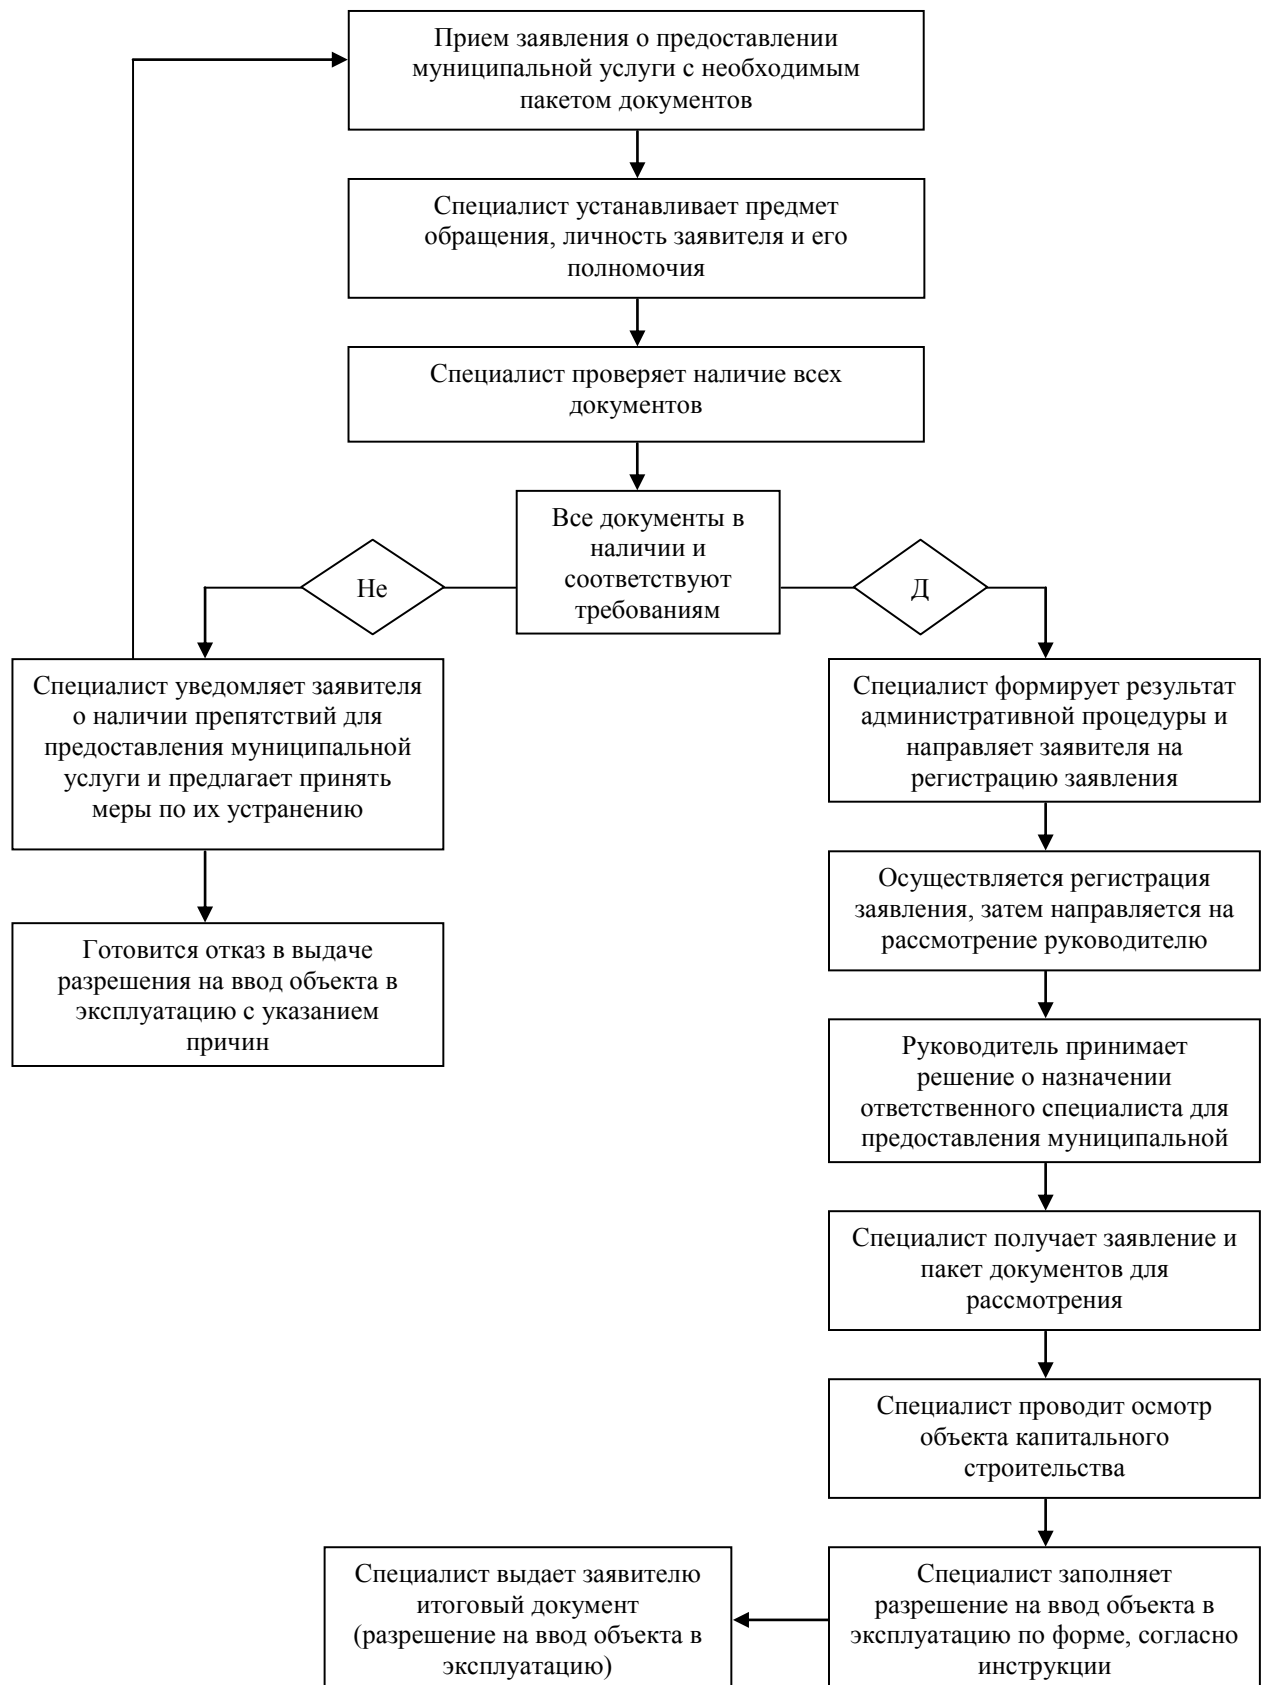 Прием заявления о предоставлении
муниципальной услуги с необходимым
пакетом документов
Специалист устанавливает предмет
обращения, личность заявителя и его
полномочия
Специалист проверяет наличие всех
документов
Все документы в
наличии и
соответствуют
требованиям
Не
Д
Специалист уведомляет заявителя
о наличии препятствий для
предоставления муниципальной
услуги и предлагает принять
меры по их устранению
Готовится отказ в выдаче
разрешения на ввод объекта в
эксплуатацию с указанием
причин
Специалист формирует результат
административной процедуры и
направляет заявителя на
регистрацию заявления
Осуществляется регистрация
заявления, затем направляется на
рассмотрение руководителю
Руководитель принимает
решение о назначении
ответственного специалиста для
предоставления муниципальной
Специалист получает заявление и
пакет документов для
рассмотрения
Специалист проводит осмотр
объекта капитального
строительства
Специалист заполняет
разрешение на ввод объекта в
эксплуатацию по форме, согласно
инструкции
Специалист выдает заявителю
итоговый документ
(разрешение на ввод объекта в
эксплуатацию)